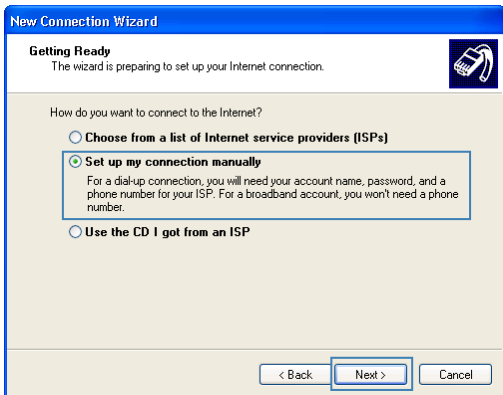 New Connection Wizard
Getting Ready
The wizard is preparing to set up your Internet connection.
How do you want to connect to the Internet?
Choose from a list of Internet service providers (ISPs)
Set up my connection manually
For a dial-up connection, you will need your account name, password, and a
phone number for your ISP. For a broadband account, you won't need a phone
number.
Use the CD I got from an ISP
< Back
Next >
Cancel